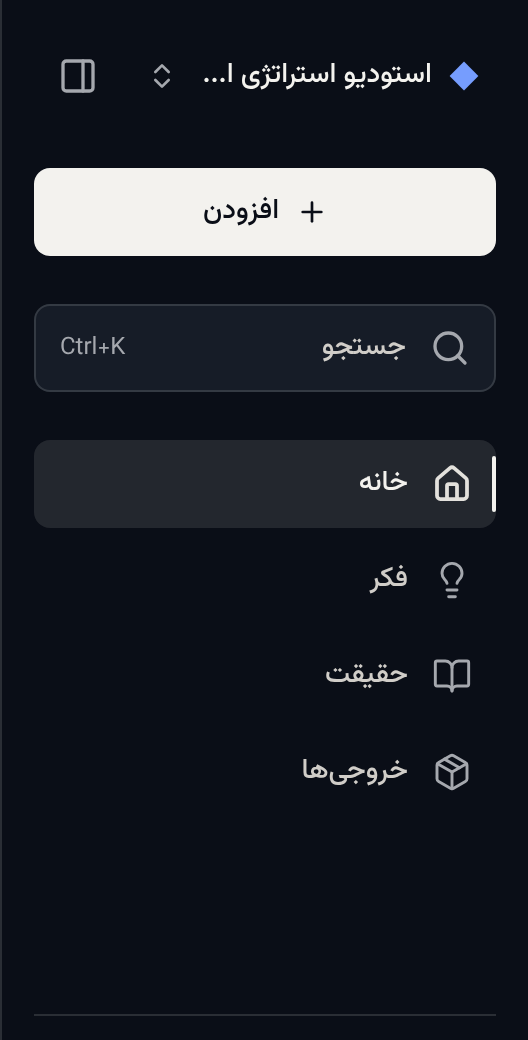 استودیو استراتژی ا...
افزودن
جستجو Ctrl+K
خانه
فکر
حقیقت
خروجی‌ها